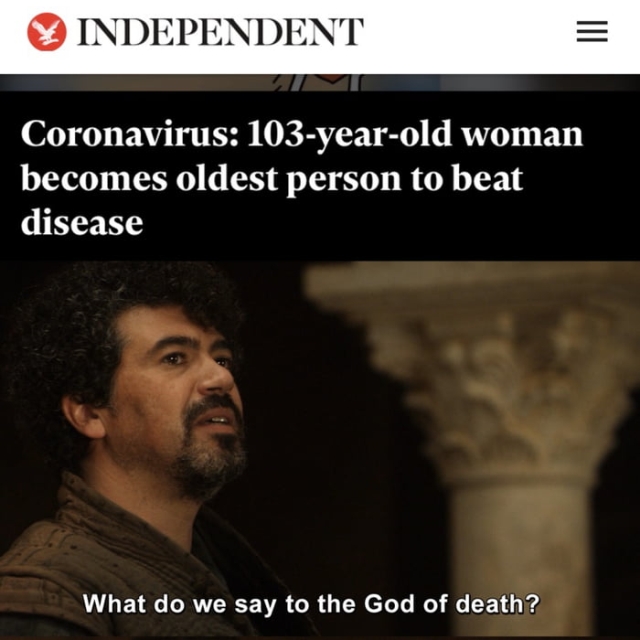 INDEPENDENT
Coronavirus: 103-year-old woman
becomes oldest person to beat
disease
What do we say to the God of death?